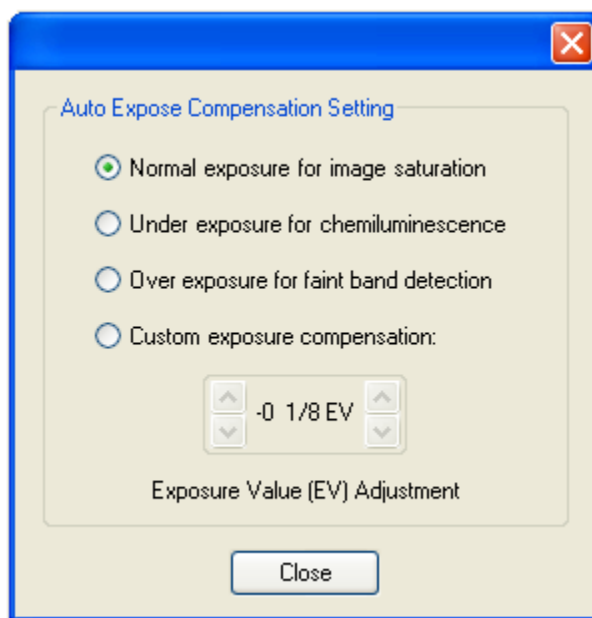 Auto Expose Compensation Setting
Normal exposure for image saturation
Under exposure for chemiluminescence
Over exposure for faint band detection
Custom exposure compensation:
-0 1/8 EV
Exposure Value (EV) Adjustment
Close